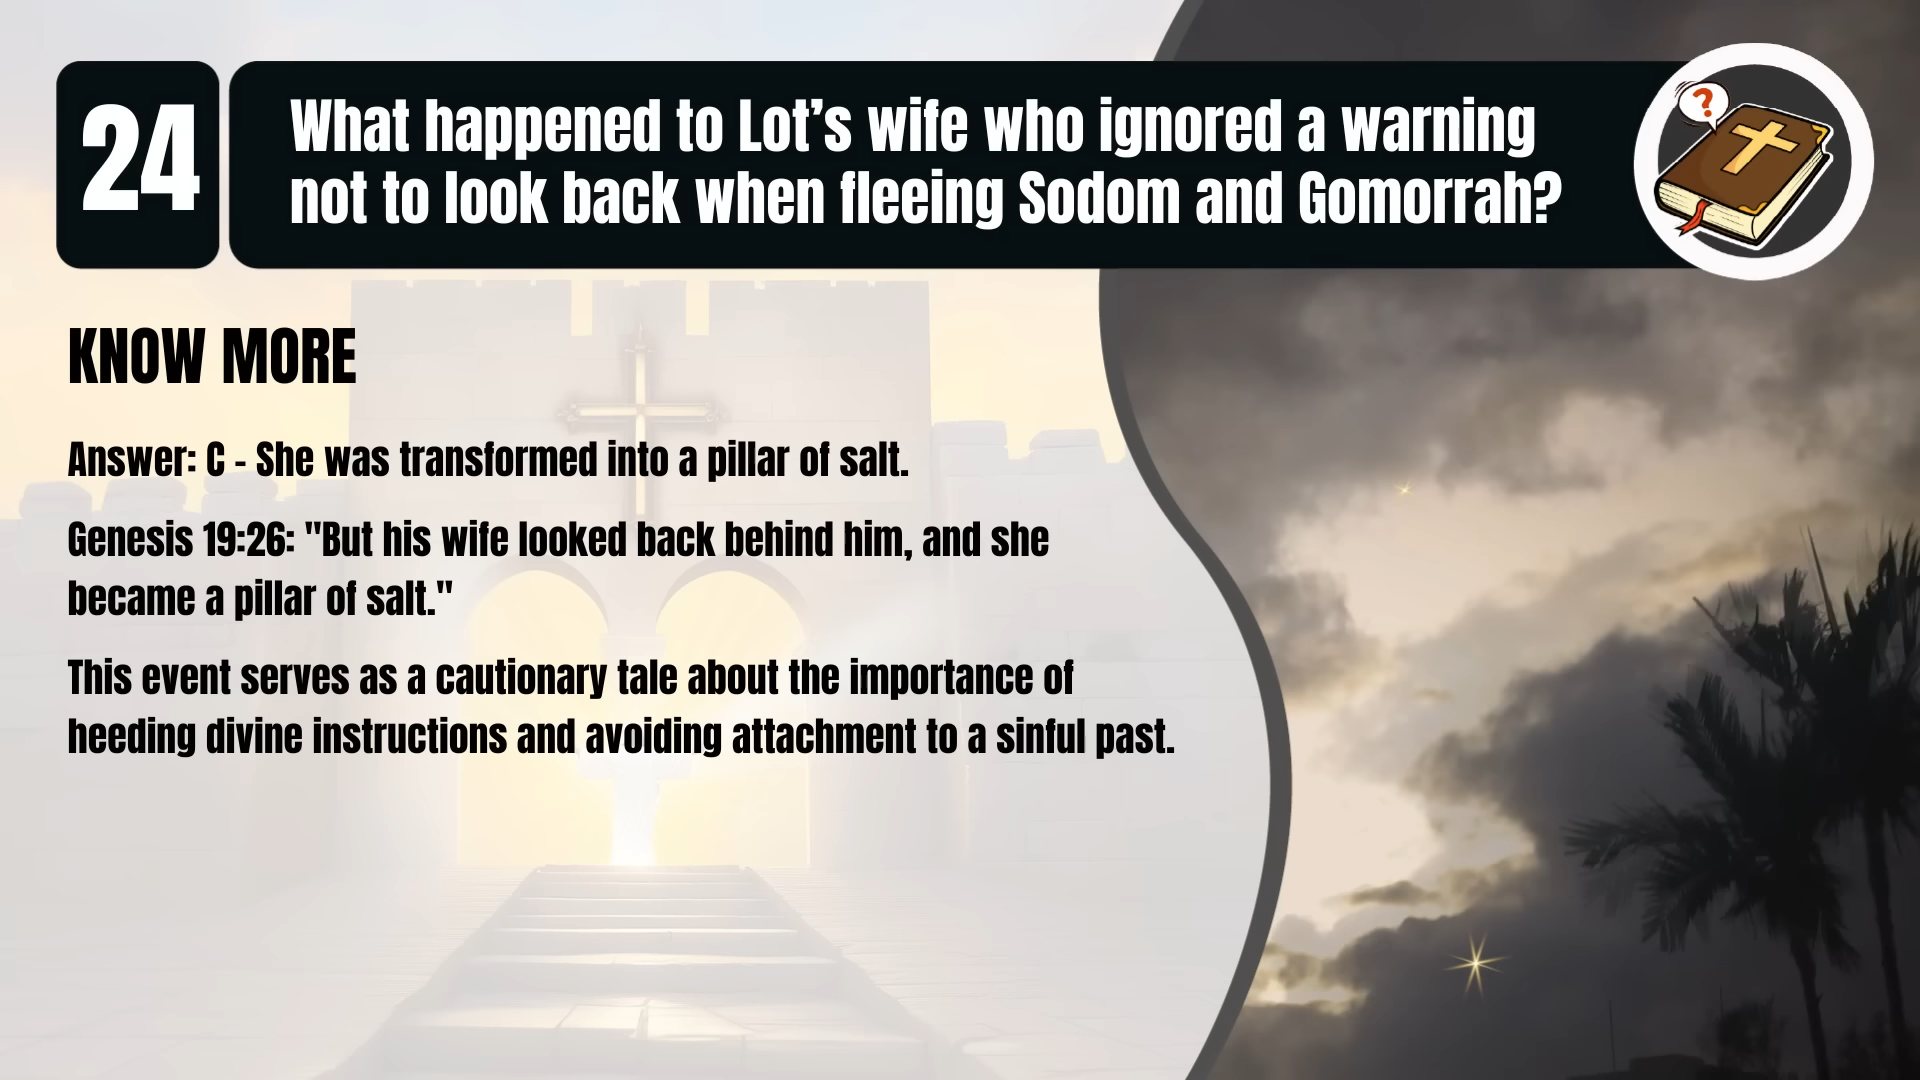 24
What happened to Lot’s wife who ignored a warning
not to look back when fleeing Sodom and Gomorrah?
?
KNOW MORE
Answer: C - She was transformed into a pillar of salt.
Genesis 19:26: "But his wife looked back behind him, and she
became a pillar of salt."
This event serves as a cautionary tale about the importance of
heeding divine instructions and avoiding attachment to a sinful past.